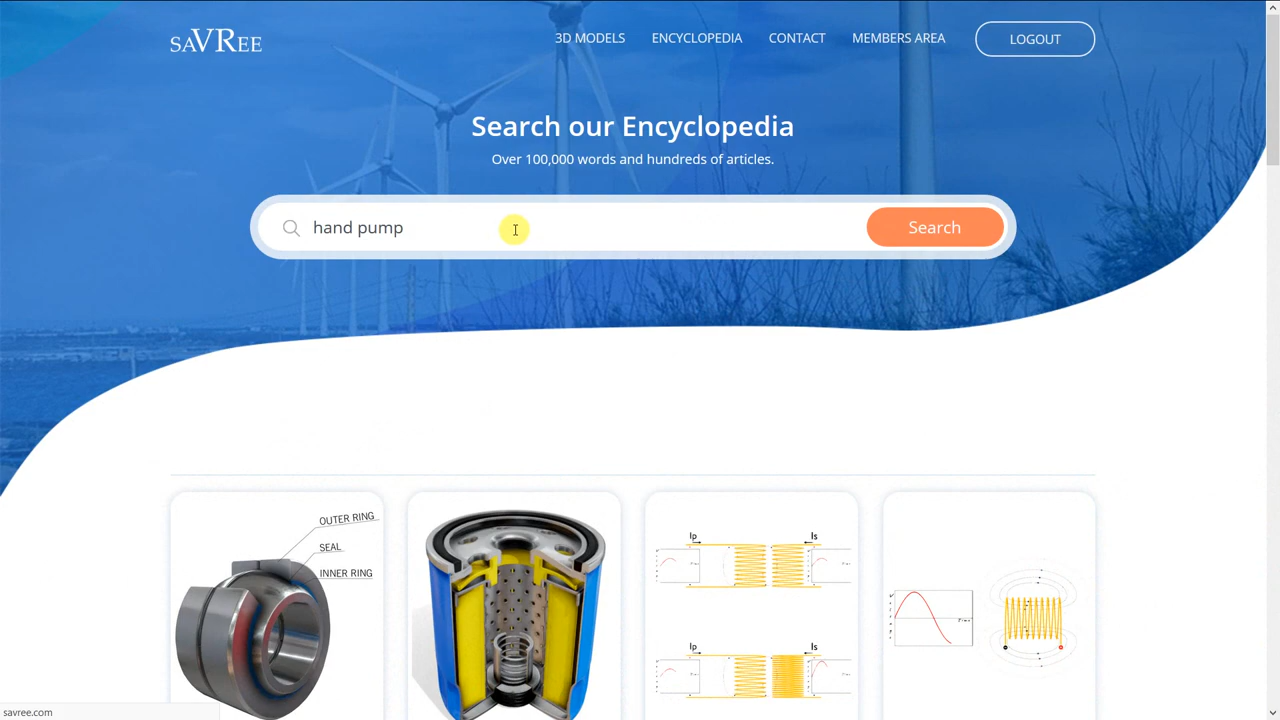 saVRee
3D MODELS
ENCYCLOPEDIA
CONTACT
MEMBERS AREA
LOGOUT
Search our Encyclopedia
Over 100,000 words and hundreds of articles.
hand pump
Search
OUTER RING
SEAL
INNER RING
Ip
Is
Ip
Is
savree.com